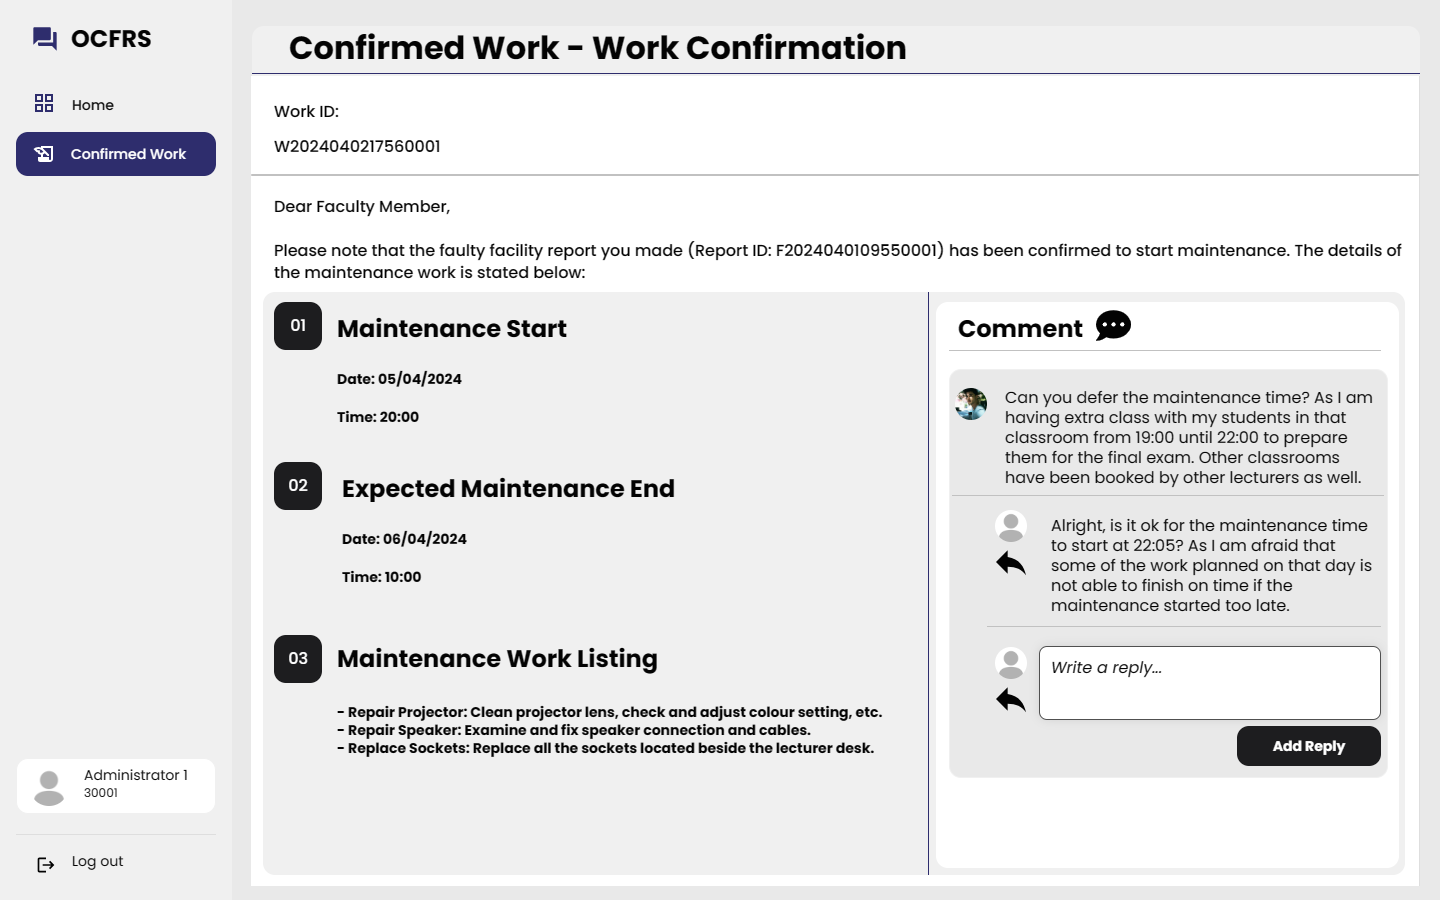 OCFRS
Home
Confirmed Work
Administrator 1
30001
Log out
Confirmed Work - Work Confirmation
Work ID:
W2024040217560001
Dear Faculty Member,
Please note that the faulty facility report you made (Report ID: F2024040109550001) has been confirmed to start maintenance. The details of
the maintenance work is stated below:
01
Maintenance Start
Date: 05/04/2024
Time: 20:00
02
Expected Maintenance End
Date: 06/04/2024
Time: 10:00
03
Maintenance Work Listing
- Repair Projector: Clean projector lens, check and adjust colour setting, etc.
- Repair Speaker: Examine and fix speaker connection and cables.
- Replace Sockets: Replace all the sockets located beside the lecturer desk.
Comment
Can you defer the maintenance time? As I am
having extra class with my students in that
classroom from 19:00 until 22:00 to prepare
them for the final exam. Other classrooms
have been booked by other lecturers as well.
Alright, is it ok for the maintenance time
to start at 22:05? As I am afraid that
some of the work planned on that day is
not able to finish on time if the
maintenance started too late.
Write a reply...
Add Reply